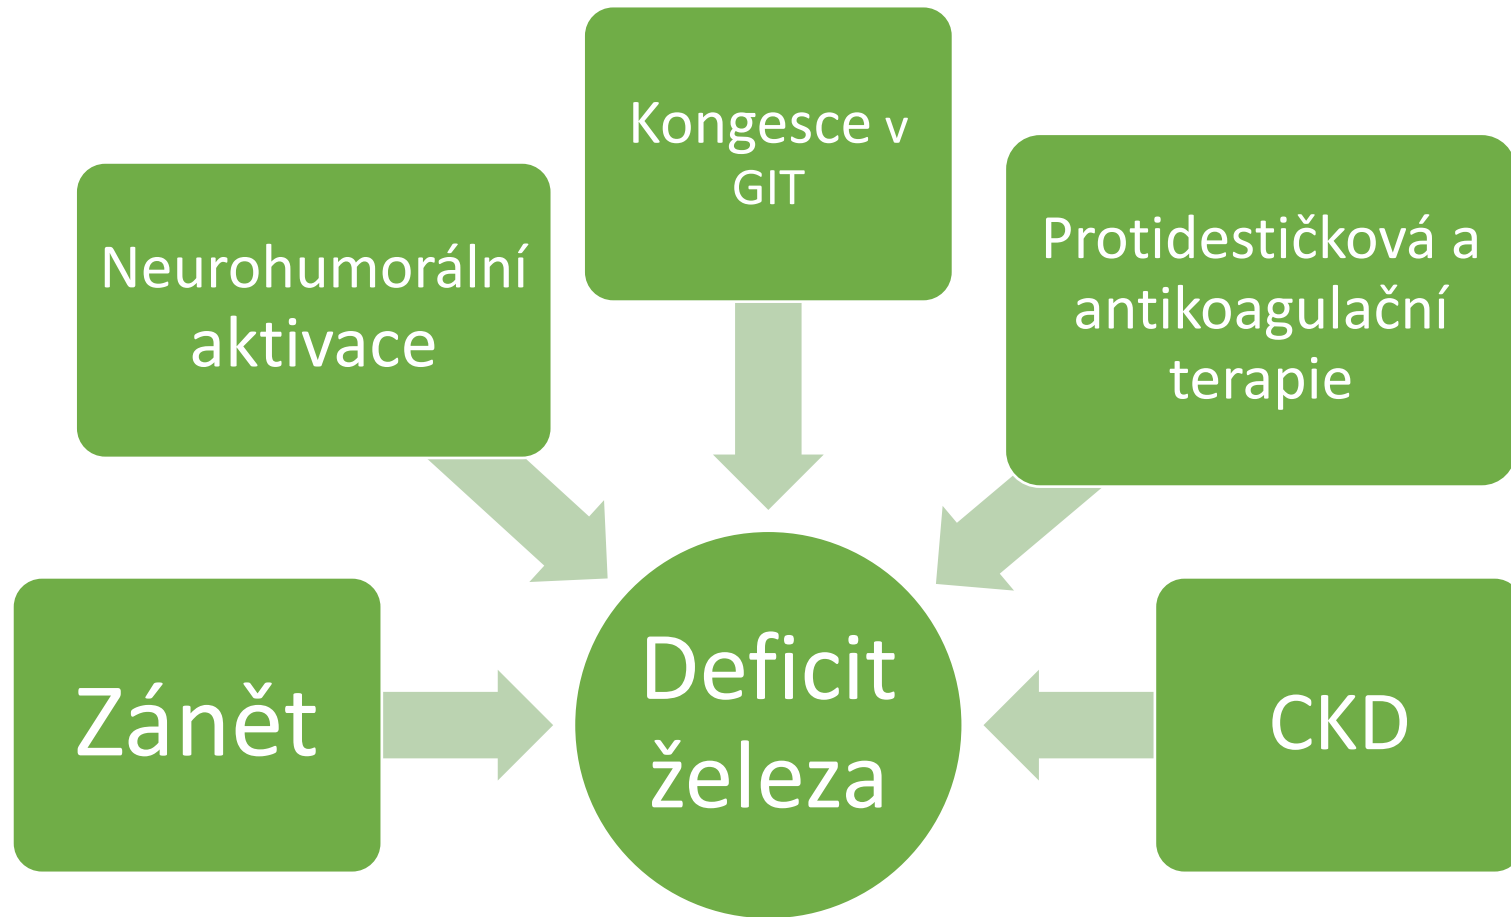 Kongesce v
GIT
Neurohumorální
aktivace
Protidestičková a
antikoagulační
terapie
Zánět
Deficit
železa
CKD